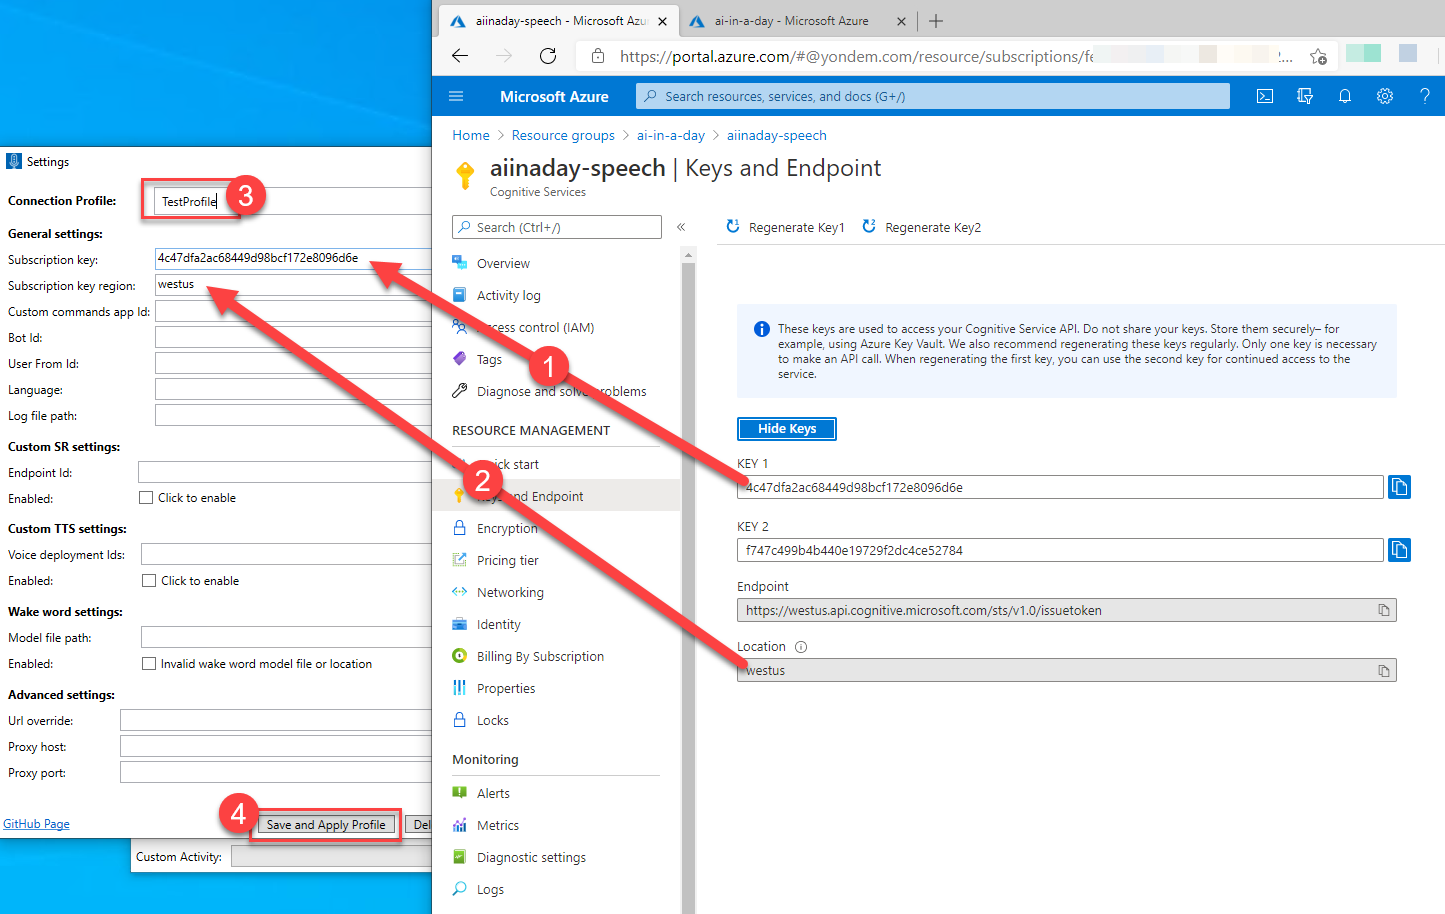 aiinaday-speech - Microsoft Azu
ai-in-a-day - Microsoft Azure
https://portal.azure.com/#@yondem.com/resource/subscriptions/fe
Microsoft Azure
Search resources, services, and docs (G+/)
Home > Resource groups > ai-in-a-day > aiinaday-speech
aiinaday-speech | Keys and Endpoint
Cognitive Services
Search (Ctrl+/)
«
Regenerate Key1
Regenerate Key2
Overview
Activity log
Access control (IAM)
Tags
Diagnose and solve problems
RESOURCE MANAGEMENT
Quick start
Keys and Endpoint
Encryption
Pricing tier
Networking
Identity
Billing By Subscription
Properties
Locks
Monitoring
Alerts
Metrics
Diagnostic settings
Logs
These keys are used to access your Cognitive Service API. Do not share your keys. Store them securely– for
example, using Azure Key Vault. We also recommend regenerating these keys regularly. Only one key is necessary
to make an API call. When regenerating the first key, you can use the second key for continued access to the
service.
Hide Keys
KEY 1
4c47dfa2ac68449d98bcf172e8096d6e
KEY 2
f747c499b4b440e19729f2dc4ce52784
Endpoint
https://westus.api.cognitive.microsoft.com/sts/v1.0/issuetoken
Location
westus
Settings
Connection Profile: TestProfile
3
General settings:
Subscription key: 4c47dfa2ac68449d98bcf172e8096d6e
Subscription key region: westus
Custom commands app Id:
Bot Id:
User From Id:
Language:
Log file path:
Custom SR settings:
Endpoint Id:
Enabled: Click to enable
Custom TTS settings:
Voice deployment Ids:
Enabled: Click to enable
Wake word settings:
Model file path:
Enabled: Invalid wake word model file or location
Advanced settings:
Url override:
Proxy host:
Proxy port:
GitHub Page
4
Save and Apply Profile
Del
Custom Activity:
1
2